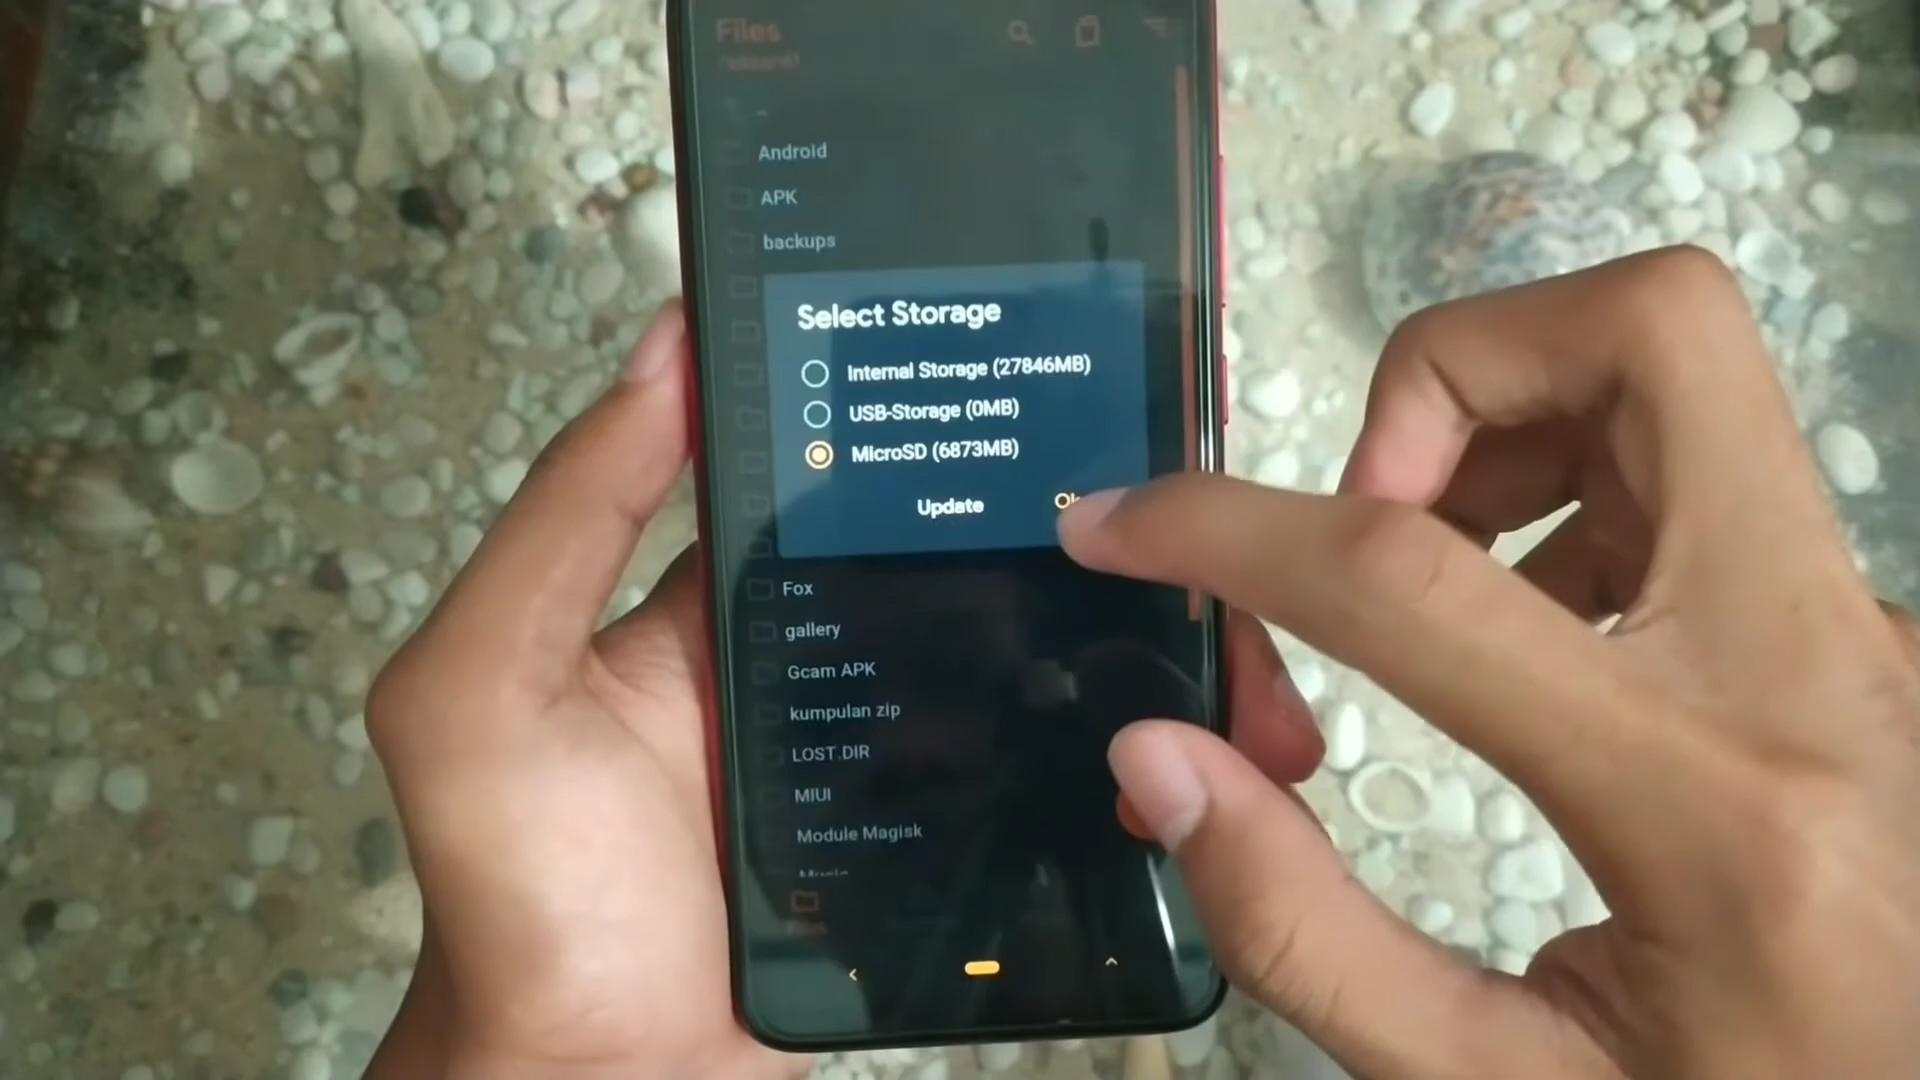 Files
Android
APK
backups
Select Storage
Internal Storage (27846MB)
USB-Storage (0MB)
MicroSD (6873MB)
Update
Fox
gallery
Gcam APK
kumpulan zip
LOST.DIR
MIUI
Module Magisk
Files